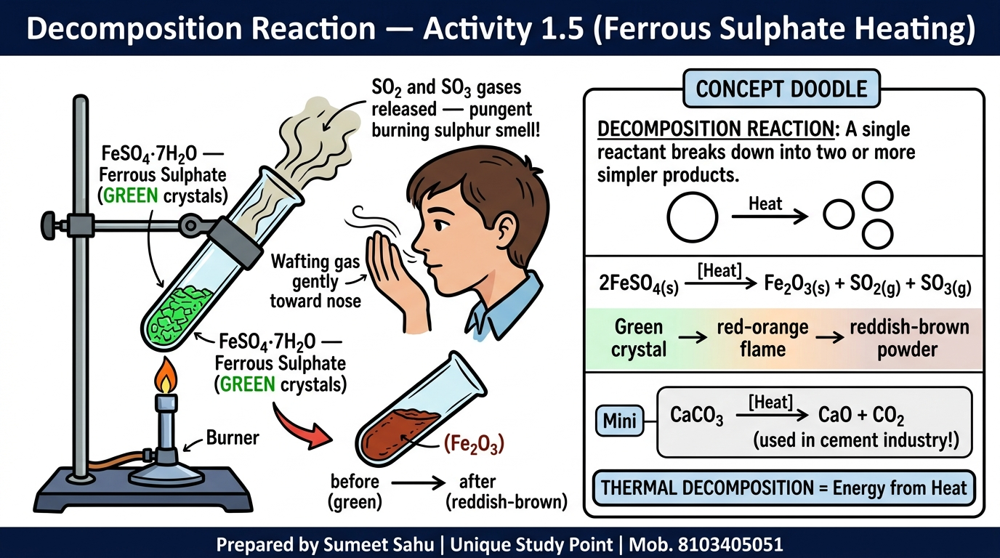 Decomposition Reaction — Activity 1.5 (Ferrous Sulphate Heating)
SO₂ and SO₃ gases
released — pungent
burning sulphur smell!
FeSO₄·7H₂O —
Ferrous Sulphate
(GREEN crystals)
Wafting gas
gently
toward nose
FeSO₄·7H₂O —
Ferrous Sulphate
(GREEN crystals)
Burner
(Fe₂O₃)
before → after
(green) (reddish-brown)
CONCEPT DOODLE
DECOMPOSITION REACTION: A single
reactant breaks down into two or more
simpler products.
Heat
[Heat]
2FeSO₄(s) → Fe₂O₃(s) + SO₂(g) + SO₃(g)
Green → red-orange → reddish-brown
crystal flame powder
Mini
[Heat]
CaCO₃ → CaO + CO₂
(used in cement industry!)
THERMAL DECOMPOSITION = Energy from Heat
Prepared by Sumeet Sahu | Unique Study Point | Mob. 8103405051